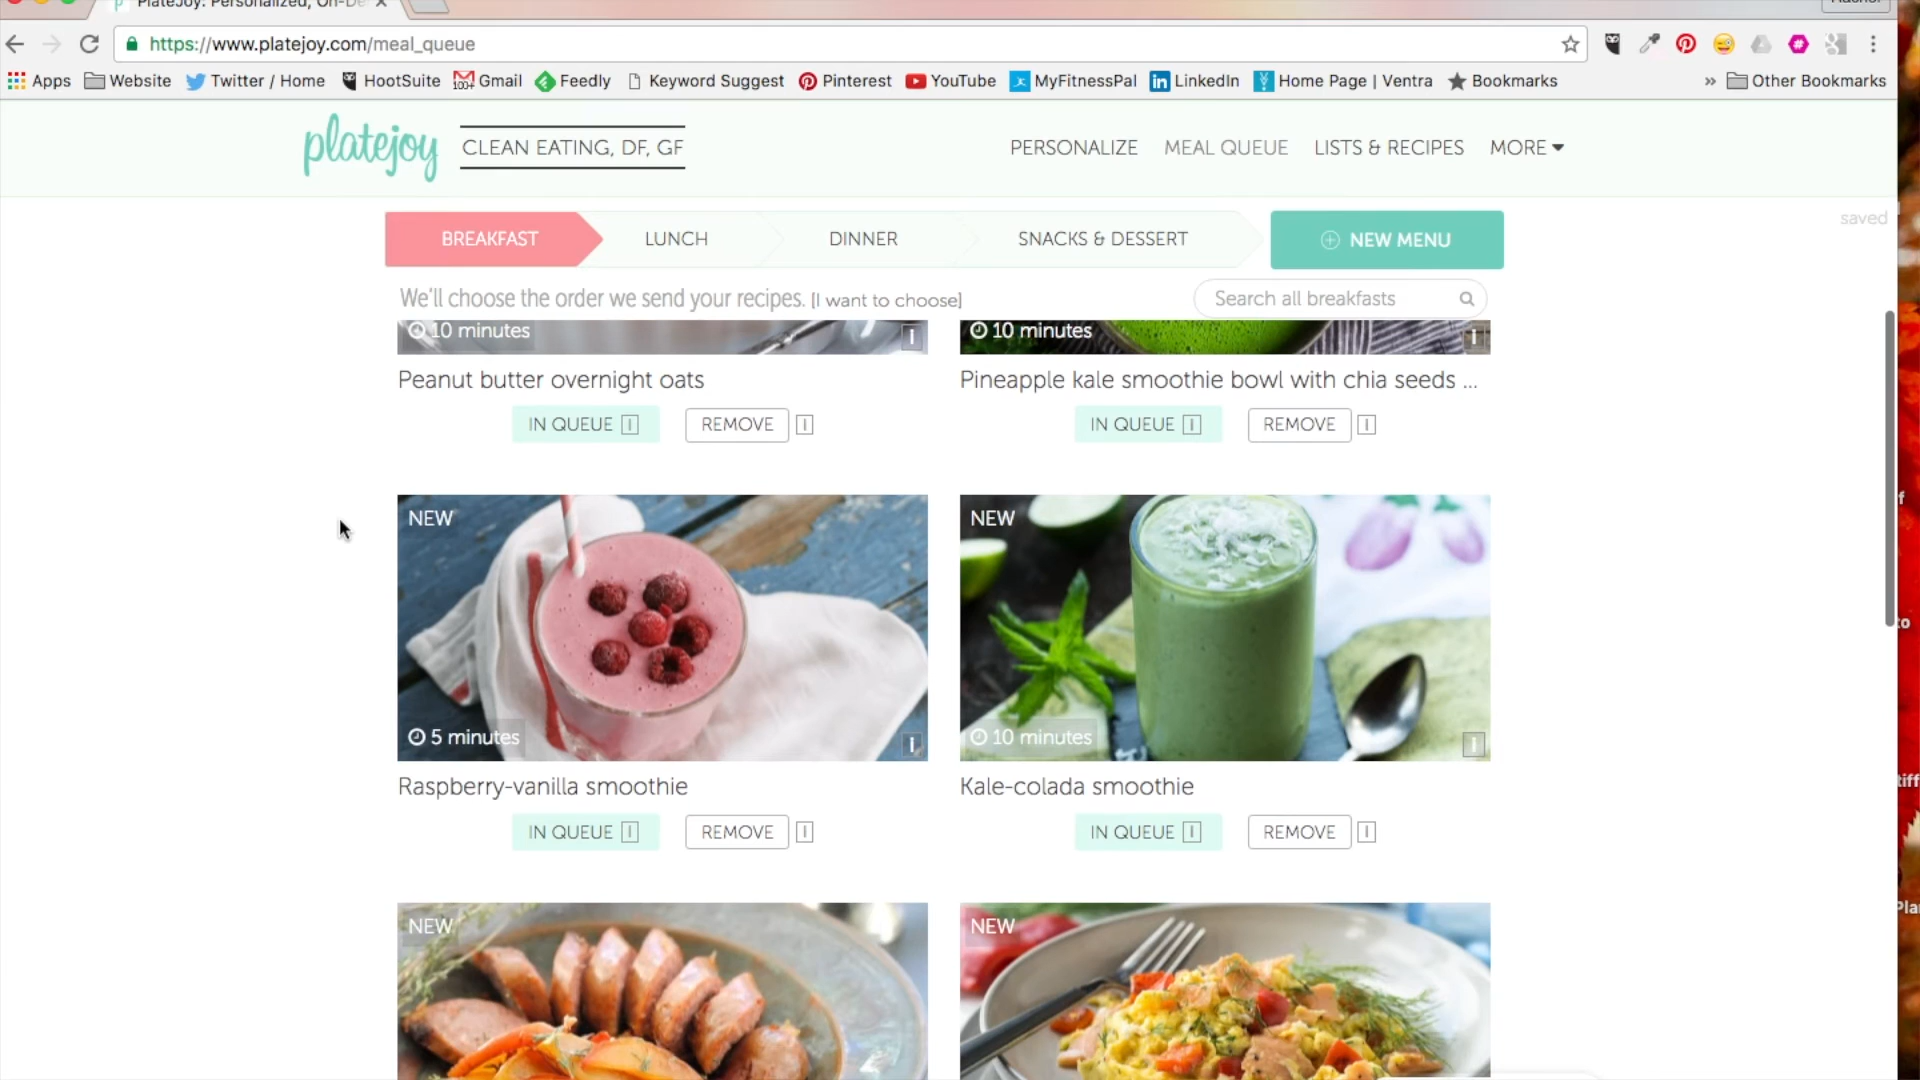 PlateJoy: Personalized, On-De
https://www.platejoy.com/meal_queue
Apps Website Twitter / Home HootSuite Gmail Feedly Keyword Suggest Pinterest YouTube MyFitnessPal LinkedIn Home Page | Ventra Bookmarks » Other Bookmarks
platejoy CLEAN EATING, DF, GF PERSONALIZE MEAL QUEUE LISTS & RECIPES MORE
saved
BREAKFAST LUNCH DINNER SNACKS & DESSERT NEW MENU
We'll choose the order we send your recipes. [I want to choose] Search all breakfasts
10 minutes i 10 minutes i
Peanut butter overnight oats Pineapple kale smoothie bowl with chia seeds ...
IN QUEUE REMOVE IN QUEUE REMOVE
NEW NEW
5 minutes i 10 minutes i
Raspberry-vanilla smoothie Kale-colada smoothie
IN QUEUE REMOVE IN QUEUE REMOVE
NEW NEW